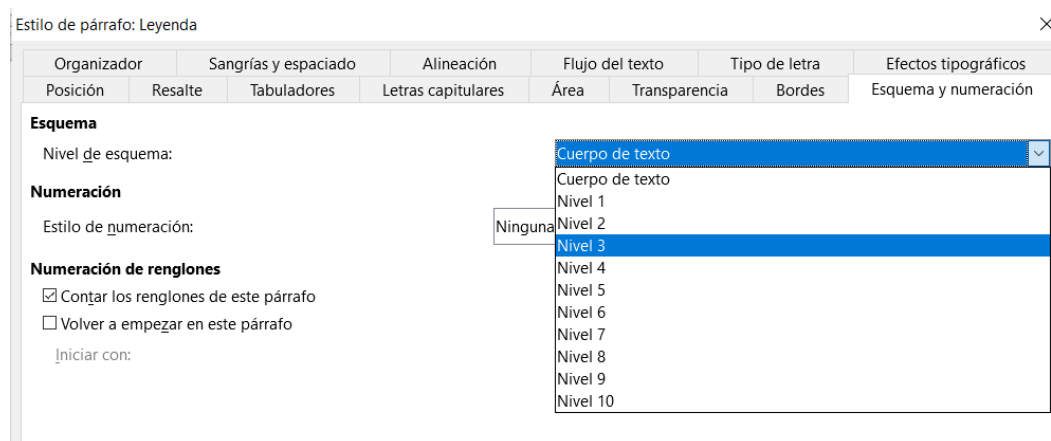 Estilo de párrafo: Leyenda
Organizador Sangrías y espaciado Alineación Flujo del texto Tipo de letra Efectos tipográficos
Posición Resalte Tabuladores Letras capitulares Área Transparencia Bordes Esquema y numeración
Esquema
Nivel de esquema: Cuerpo de texto
Cuerpo de texto
Numeración
Nivel 1
Estilo de numeración: Ninguna Nivel 2
Nivel 3
Numeración de renglones
Nivel 4
Contar los renglones de este párrafo Nivel 5
Nivel 6
Volver a empezar en este párrafo
Nivel 7
Iniciar con: Nivel 8
Nivel 9
Nivel 10